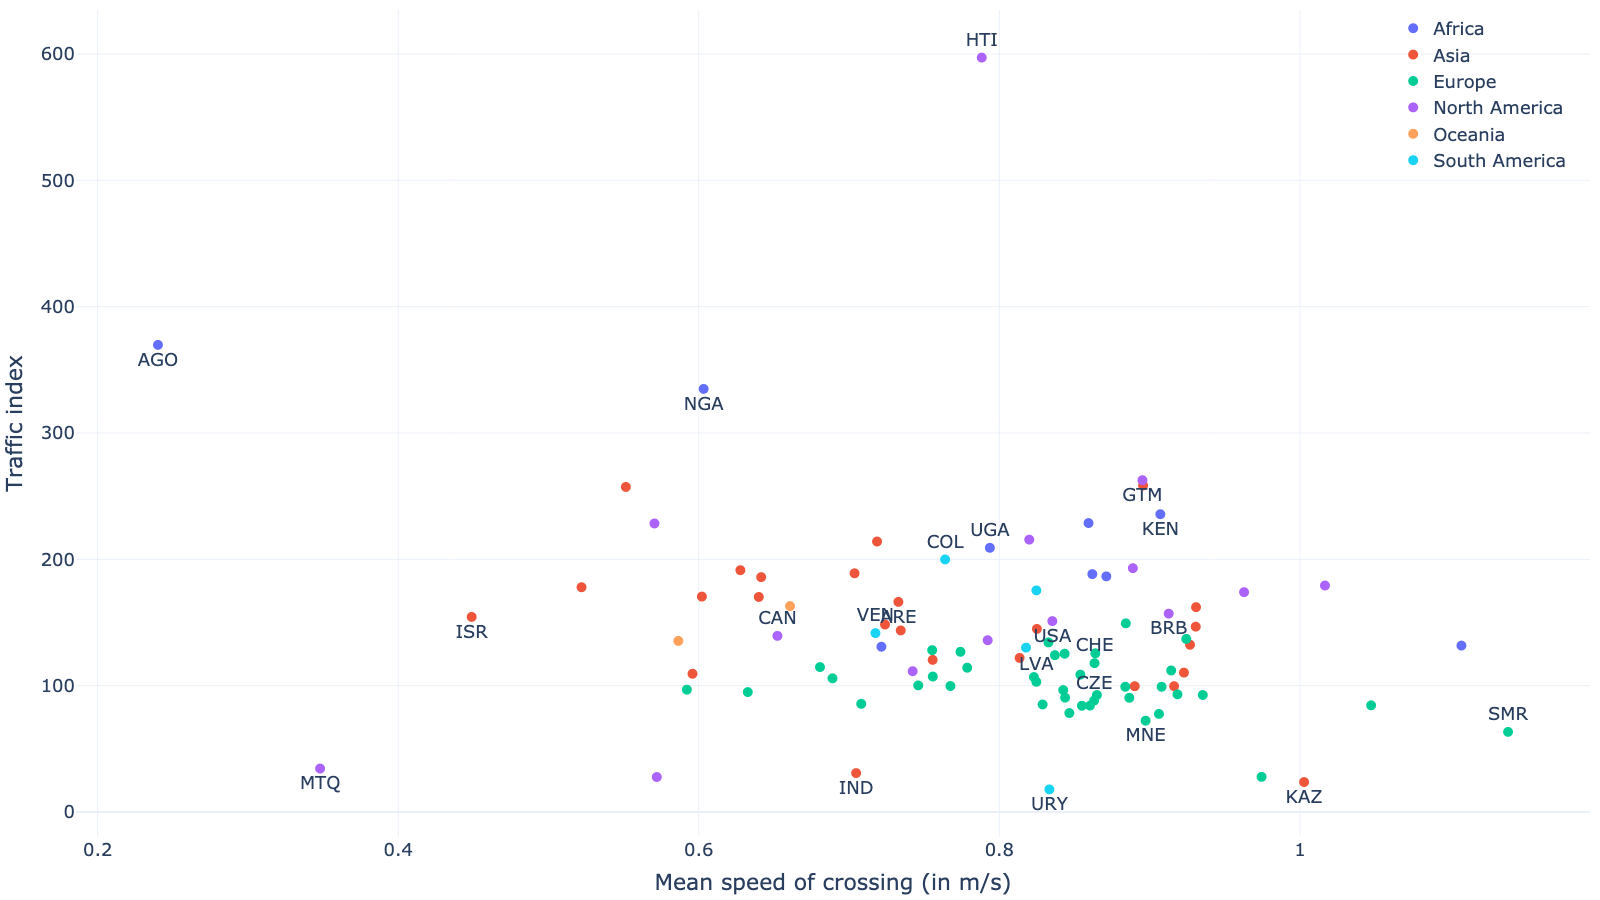 HTI
Africa
Asia
Europe
North America
Oceania
South America
600
500
400
300
200
100
0
Traffic index
AGO
NGA
GTM
KEN
UGA
COL
ISR
CAN
VEN
ARE
USA
CHE
BRB
LVA
CZE
SMR
MNE
MTQ
IND
URY
KAZ
0.2
0.4
0.6
0.8
1
Mean speed of crossing (in m/s)